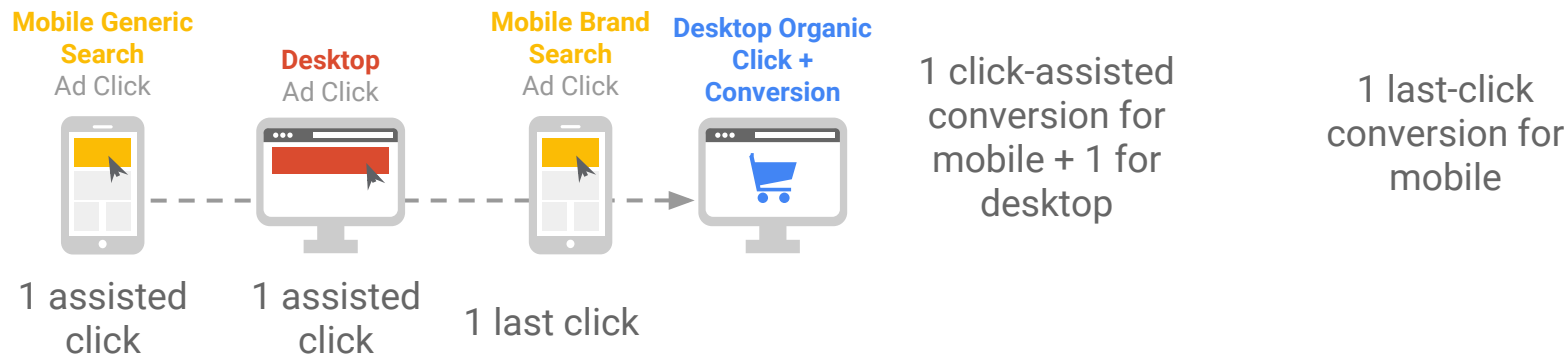 Mobile Generic
Search
Ad Click
Desktop
Ad Click
Mobile Brand
Search
Ad Click
Desktop Organic
Click +
Conversion
1 click-assisted
conversion for
mobile + 1 for
desktop
1 last-click
conversion for
mobile
1 assisted
click
1 assisted
click
1 last click